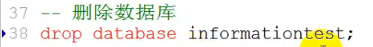 37 -- 删除数据库
38 drop database informationtest;